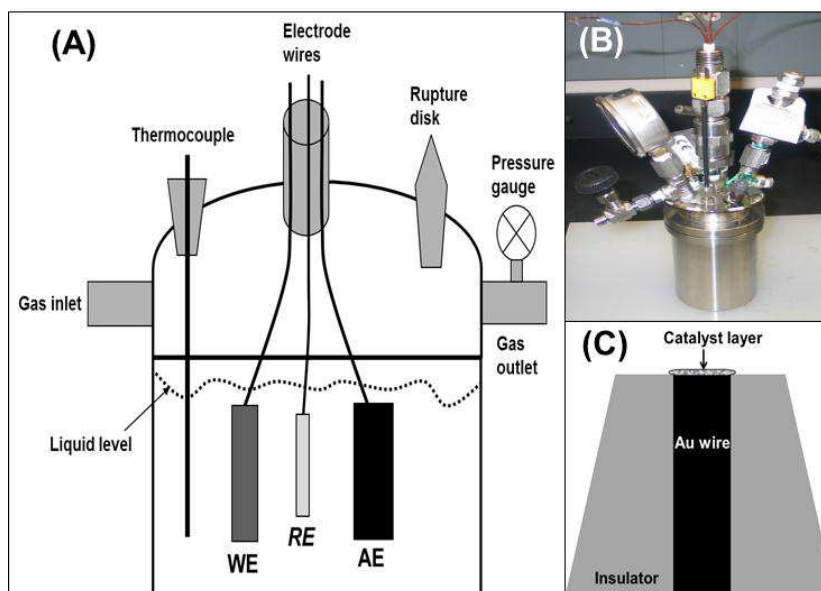 (A)
Electrode
wires
Rupture
disk
Thermocouple
Pressure
gauge
Gas inlet
Gas
outlet
Liquid level
WE
RE
AE
(B)
(C)
Catalyst layer
Au wire
Insulator